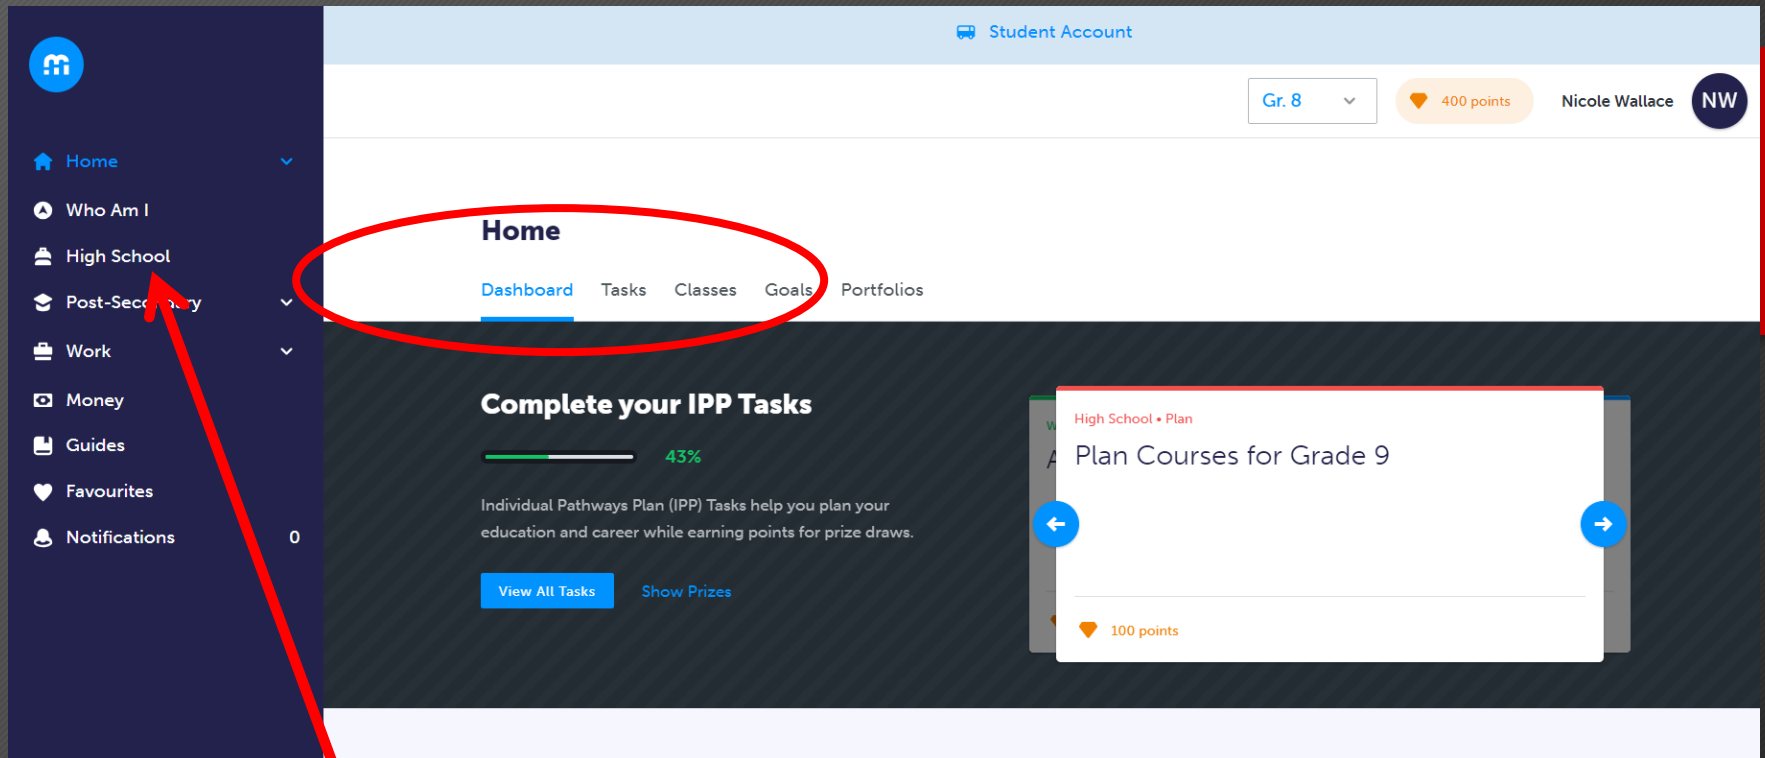 Student Account
Gr. 8
400 points
Nicole Wallace
NW
Home
Who Am I
High School
Post-Secondary
Work
Money
Guides
Favourites
Notifications 0
Home
Dashboard Tasks Classes Goals Portfolios
Complete your IPP Tasks
43%
Individual Pathways Plan (IPP) Tasks help you plan your
education and career while earning points for prize draws.
View All Tasks Show Prizes
High School • Plan
Plan Courses for Grade 9
100 points